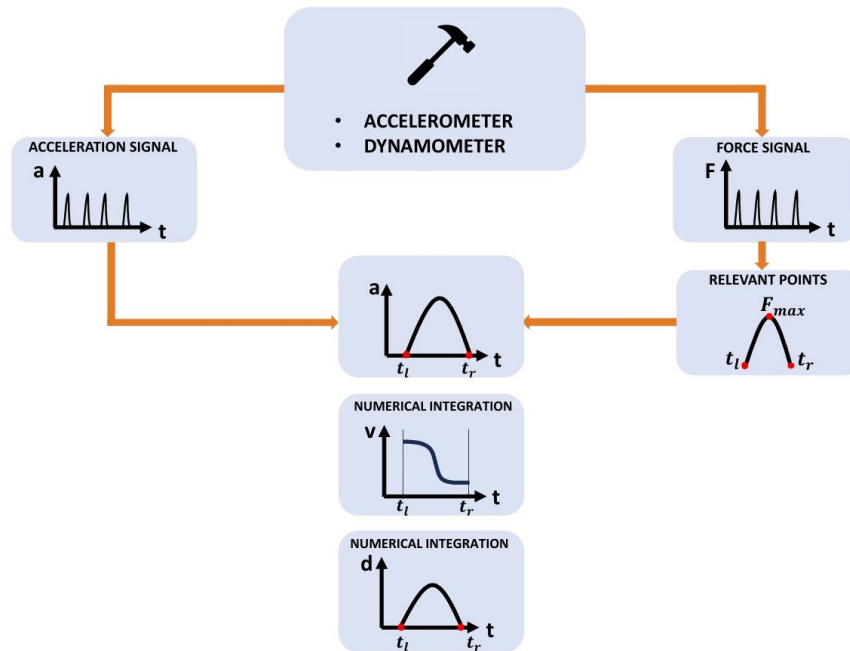 • ACCELEROMETER
• DYNAMOMETER
ACCELERATION SIGNAL
a
t
FORCE SIGNAL
F
t
a
t_l
t_r
t
RELEVANT POINTS
F_max
t_l
t_r
NUMERICAL INTEGRATION
v
t_l
t_r
t
NUMERICAL INTEGRATION
d
t_l
t_r
t